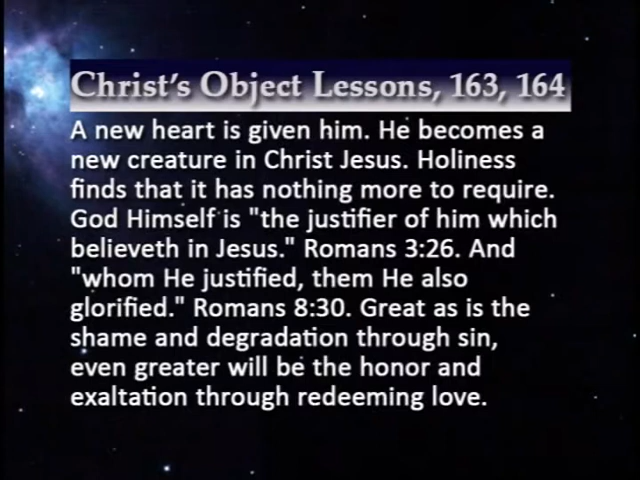 Christ's Object Lessons, 163, 164
A new heart is given him. He becomes a
new creature in Christ Jesus. Holiness
finds that it has nothing more to require.
God Himself is "the justifier of him which
believeth in Jesus." Romans 3:26. And
"whom He justified, them He also
glorified." Romans 8:30. Great as is the
shame and degradation through sin,
even greater will be the honor and
exaltation through redeeming love.